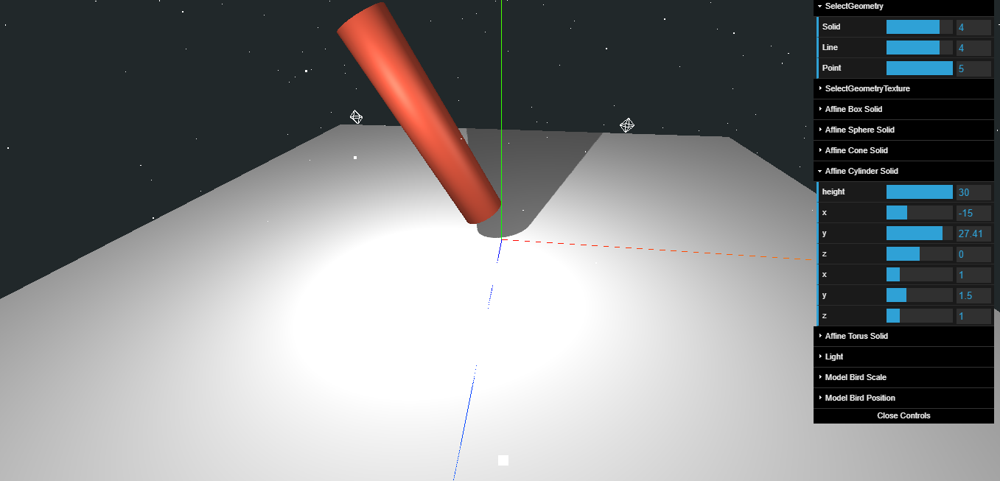 SelectGeometry
Solid 4
Line 4
Point 5
SelectGeometryTexture
Affine Box Solid
Affine Sphere Solid
Affine Cone Solid
Affine Cylinder Solid
height 30
x -15
y 27.41
z 0
x 1
y 1.5
z 1
Affine Torus Solid
Light
Model Bird Scale
Model Bird Position
Close Controls